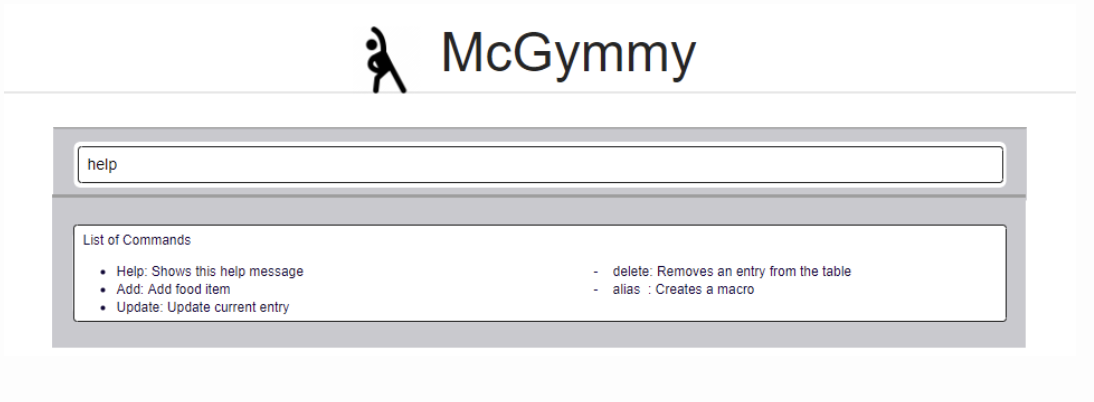 McGymmy
help
List of Commands
• Help: Shows this help message
• Add: Add food item
• Update: Update current entry
- delete: Removes an entry from the table
- alias : Creates a macro